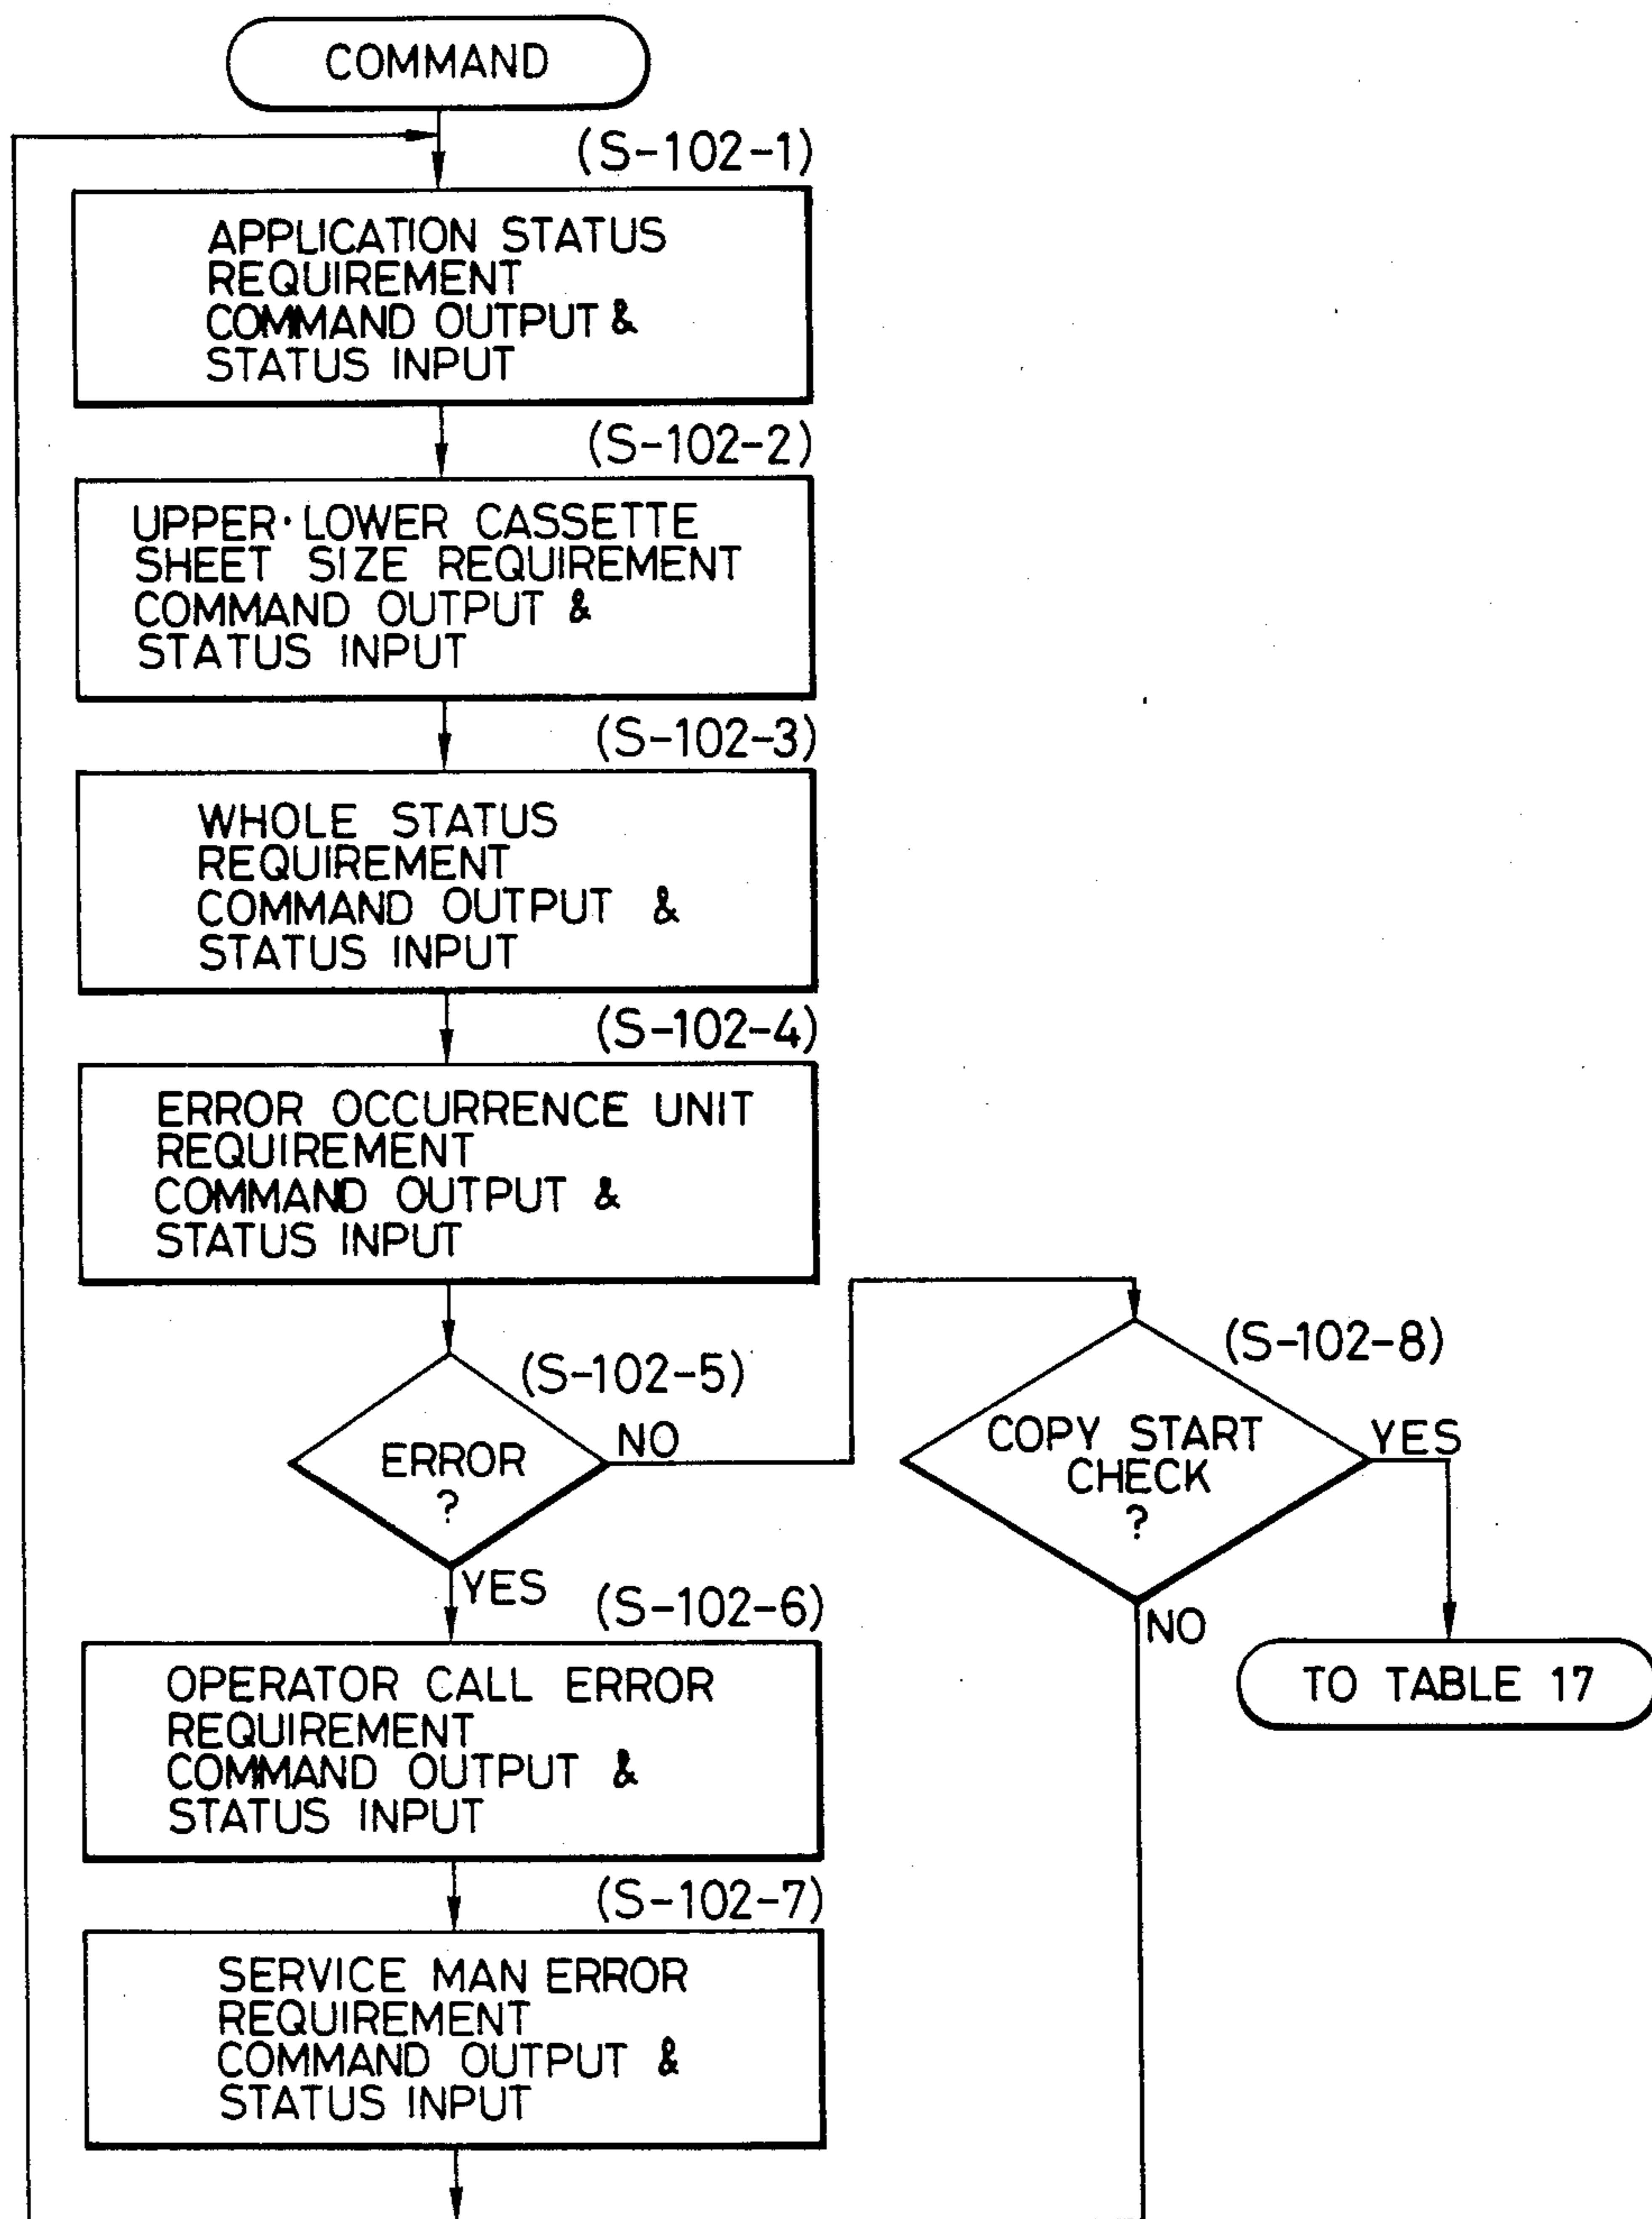 COMMAND
(S-102-1)
APPLICATION STATUS
REQUIREMENT
COMMAND OUTPUT &
STATUS INPUT
(S-102-2)
UPPER·LOWER CASSETTE
SHEET SIZE REQUIREMENT
COMMAND OUTPUT &
STATUS INPUT
(S-102-3)
WHOLE STATUS
REQUIREMENT
COMMAND OUTPUT &
STATUS INPUT
(S-102-4)
ERROR OCCURRENCE UNIT
REQUIREMENT
COMMAND OUTPUT &
STATUS INPUT
(S-102-5)
ERROR
?
NO
YES
(S-102-8)
COPY START
CHECK
?
YES
NO
TO TABLE 17
(S-102-6)
OPERATOR CALL ERROR
REQUIREMENT
COMMAND OUTPUT &
STATUS INPUT
(S-102-7)
SERVICE MAN ERROR
REQUIREMENT
COMMAND OUTPUT &
STATUS INPUT